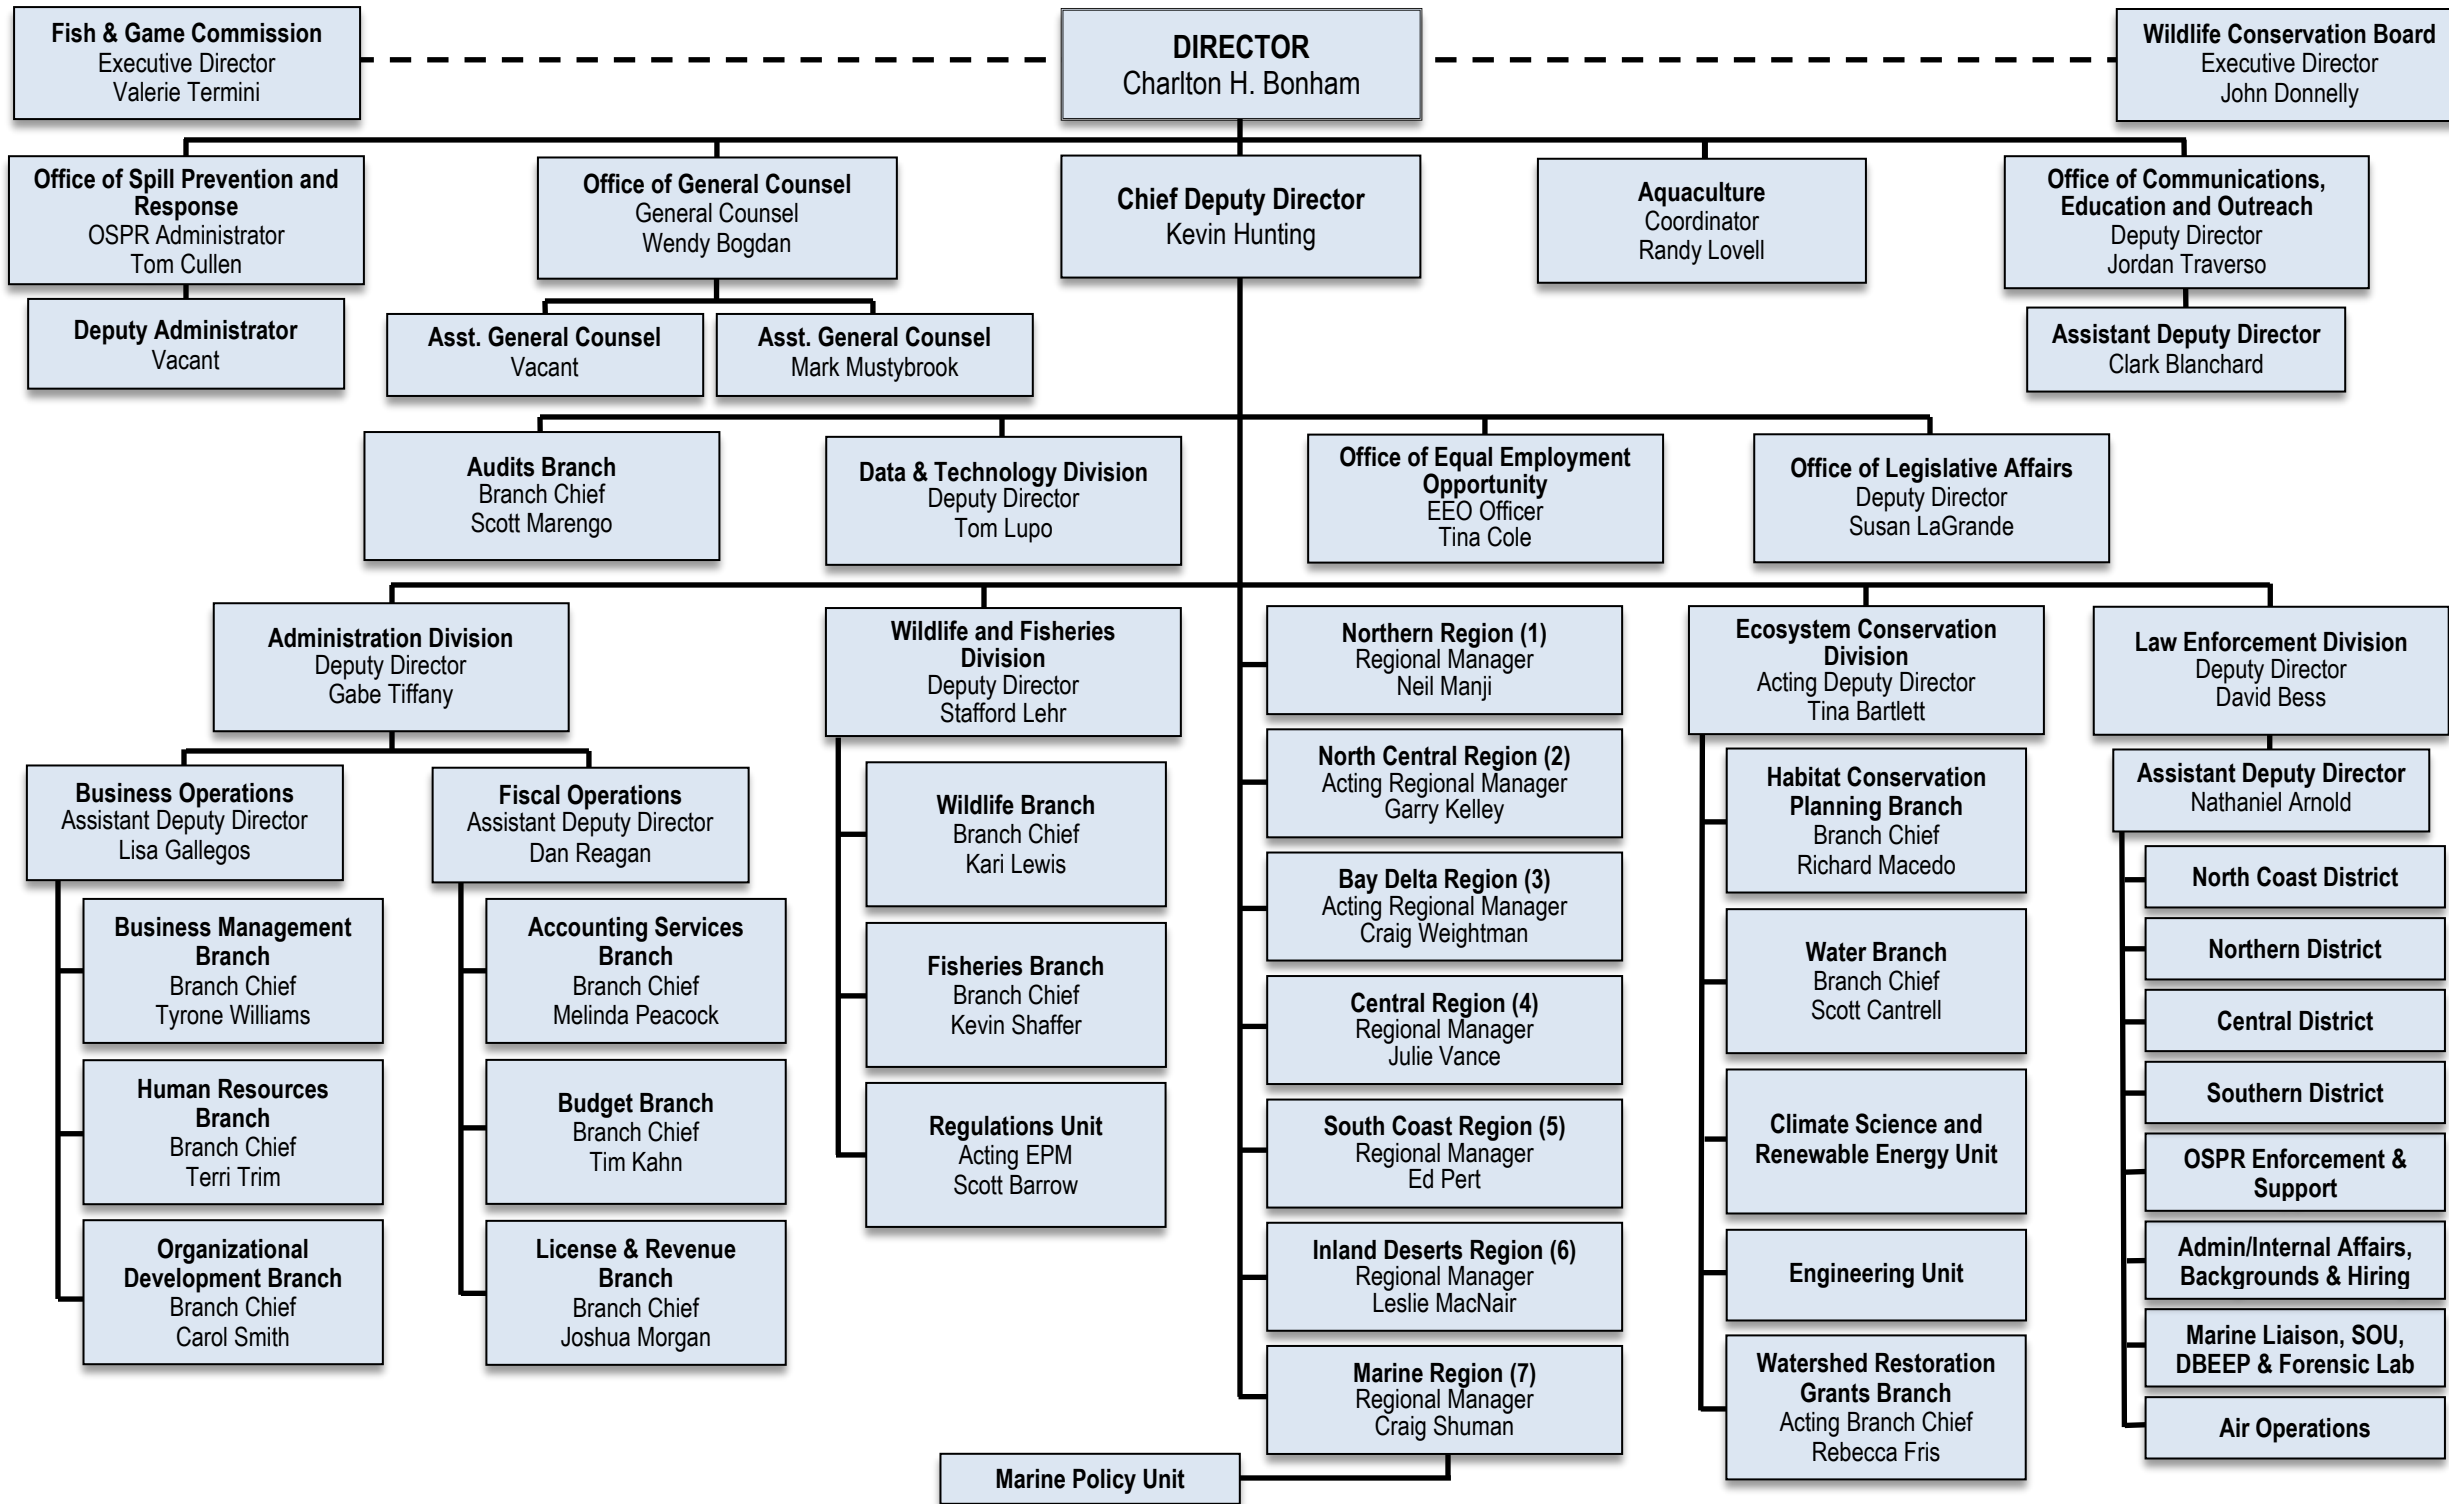 Fish & Game Commission
Executive Director
Valerie Termini
DIRECTOR
Charlton H. Bonham
Wildlife Conservation Board
Executive Director
John Donnelly
Office of Spill Prevention and
Response
OSPR Administrator
Tom Cullen
Office of General Counsel
General Counsel
Wendy Bogdan
Chief Deputy Director
Kevin Hunting
Aquaculture
Coordinator
Randy Lovell
Office of Communications,
Education and Outreach
Deputy Director
Jordan Traverso
Deputy Administrator
Vacant
Asst. General Counsel
Vacant
Asst. General Counsel
Mark Mustybrook
Assistant Deputy Director
Clark Blanchard
Audits Branch
Branch Chief
Scott Marengo
Data & Technology Division
Deputy Director
Tom Lupo
Office of Equal Employment
Opportunity
EEO Officer
Tina Cole
Office of Legislative Affairs
Deputy Director
Susan LaGrande
Administration Division
Deputy Director
Gabe Tiffany
Business Operations
Assistant Deputy Director
Lisa Gallegos
Business Management
Branch
Branch Chief
Tyrone Williams
Human Resources
Branch
Branch Chief
Terri Trim
Organizational
Development Branch
Branch Chief
Carol Smith
Fiscal Operations
Assistant Deputy Director
Dan Reagan
Accounting Services
Branch
Branch Chief
Melinda Peacock
Budget Branch
Branch Chief
Tim Kahn
License & Revenue
Branch
Branch Chief
Joshua Morgan
Wildlife and Fisheries
Division
Deputy Director
Stafford Lehr
Wildlife Branch
Branch Chief
Kari Lewis
Fisheries Branch
Branch Chief
Kevin Shaffer
Regulations Unit
Acting EPM
Scott Barrow
Northern Region (1)
Regional Manager
Neil Manji
North Central Region (2)
Acting Regional Manager
Garry Kelley
Bay Delta Region (3)
Acting Regional Manager
Craig Weightman
Central Region (4)
Regional Manager
Julie Vance
South Coast Region (5)
Regional Manager
Ed Pert
Inland Deserts Region (6)
Regional Manager
Leslie MacNair
Marine Region (7)
Regional Manager
Craig Shuman
Marine Policy Unit
Ecosystem Conservation
Division
Acting Deputy Director
Tina Bartlett
Habitat Conservation
Planning Branch
Branch Chief
Richard Macedo
Water Branch
Branch Chief
Scott Cantrell
Climate Science and
Renewable Energy Unit
Engineering Unit
Watershed Restoration
Grants Branch
Acting Branch Chief
Rebecca Fris
Law Enforcement Division
Deputy Director
David Bess
Assistant Deputy Director
Nathaniel Arnold
North Coast District
Northern District
Central District
Southern District
OSPR Enforcement &
Support
Admin/Internal Affairs,
Backgrounds & Hiring
Marine Liaison, SOU,
DBEEP & Forensic Lab
Air Operations